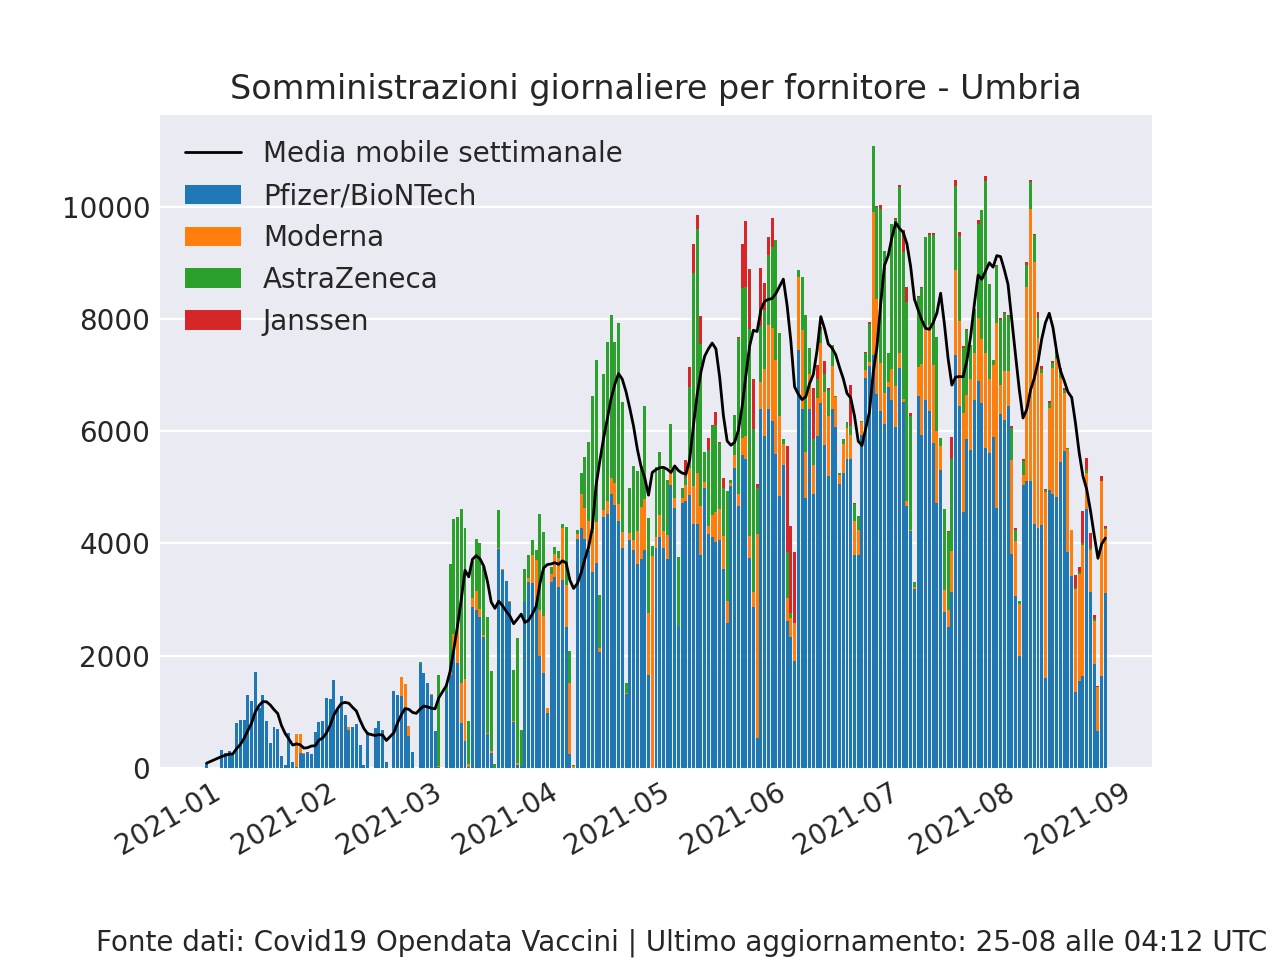 Somministrazioni giornaliere per fornitore - Umbria
Media mobile settimanale
Pfizer/BioNTech
Moderna
AstraZeneca
Janssen
10000
8000
6000
4000
2000
0
2021-01
2021-02
2021-03
2021-04
2021-05
2021-06
2021-07
2021-08
2021-09
Fonte dati: Covid19 Opendata Vaccini | Ultimo aggiornamento: 25-08 alle 04:12 UTC